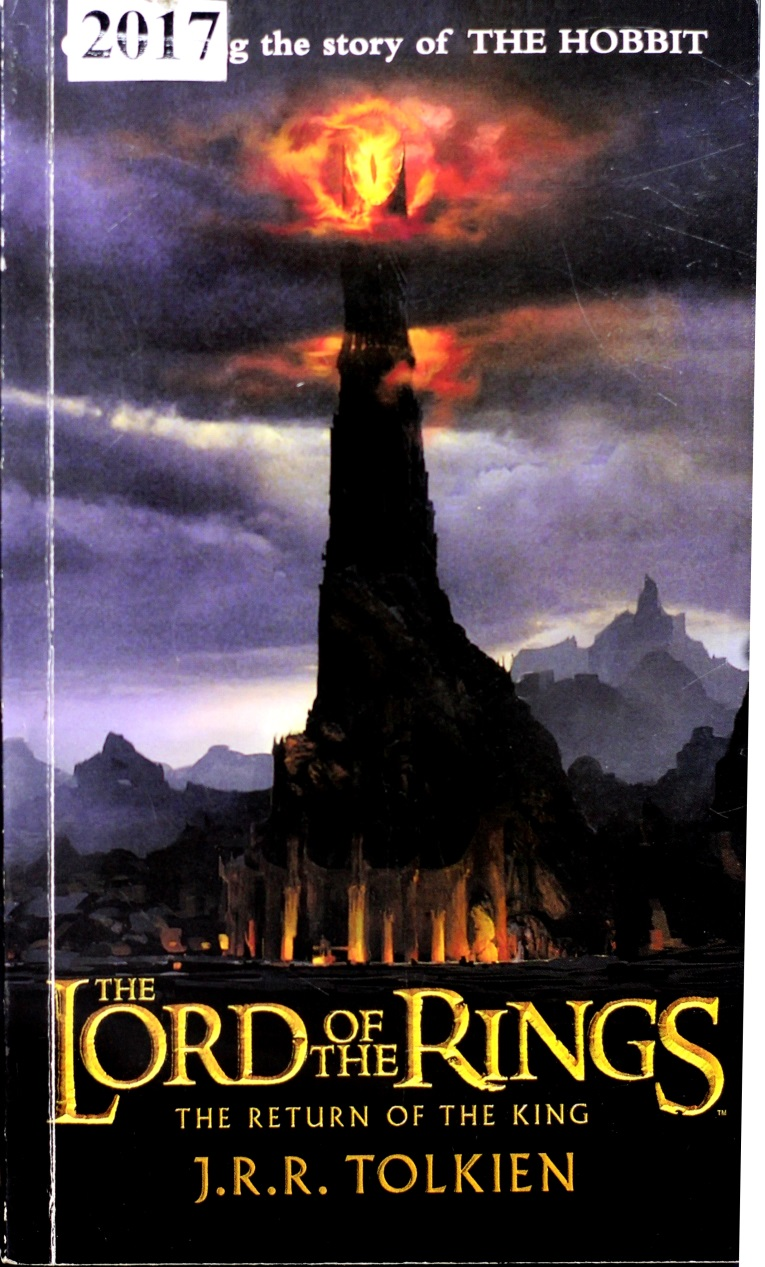 2017
g the story of THE HOBBIT
THE
LORD OF THE RINGS
THE RETURN OF THE KING
J.R.R. TOLKIEN